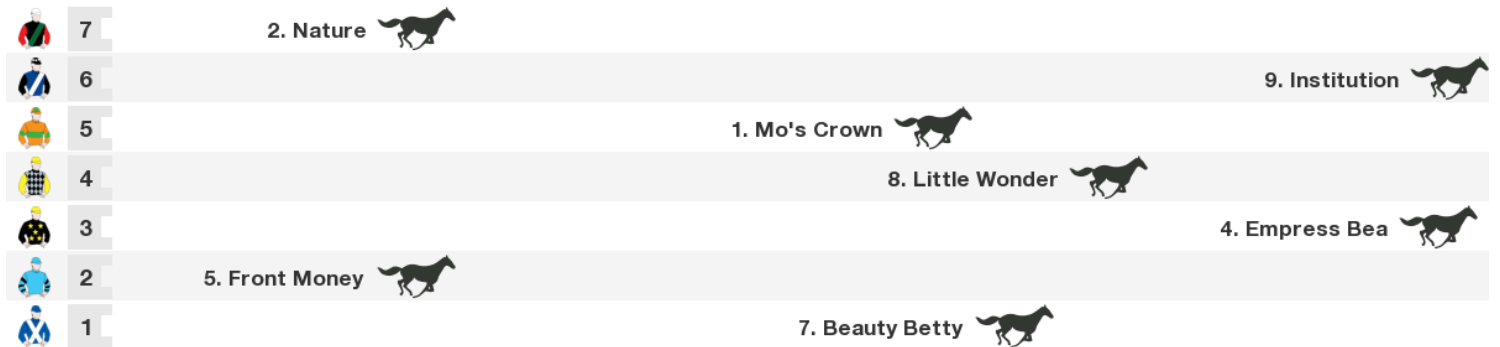 7 2. Nature
6 9. Institution
5 1. Mo's Crown
4 8. Little Wonder
3 4. Empress Bea
2 5. Front Money
1 7. Beauty Betty